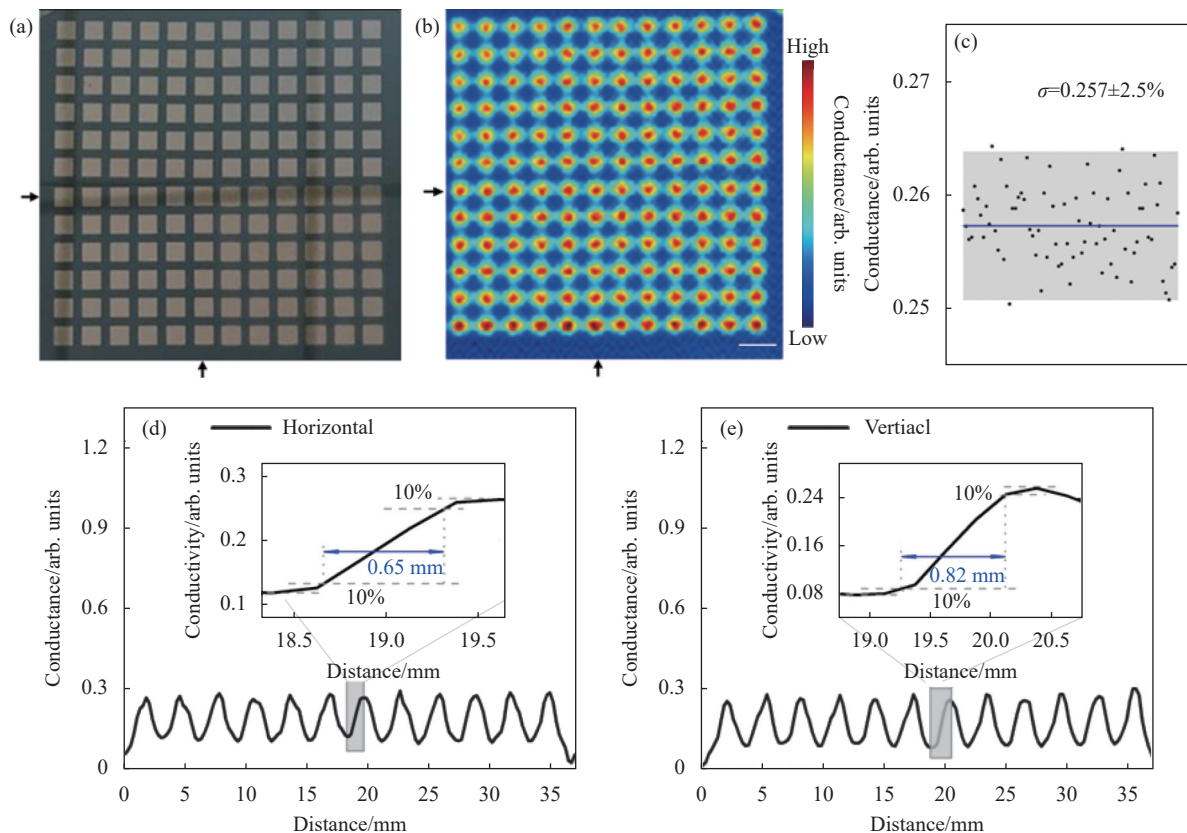 (a)
(b)
High
Conductance/arb. units
Low
(c)
σ=0.257±2.5%
Conductance/arb. units
0.27
0.26
0.25
(d)
Horizontal
Conductance/arb. units
1.2
0.9
0.6
0.3
0
0 5 10 15 20 25 30 35
Distance/mm
Conductivity/arb. units
0.3
0.2
0.1
10%
0.65 mm
10%
18.5 19.0 19.5
Distance/mm
(e)
Vertiacl
Conductance/arb. units
1.2
0.9
0.6
0.3
0
0 5 10 15 20 25 30 35
Distance/mm
Conductivity/arb. units
0.24
0.16
0.08
10%
0.82 mm
10%
19.0 19.5 20.0 20.5
Distance/mm